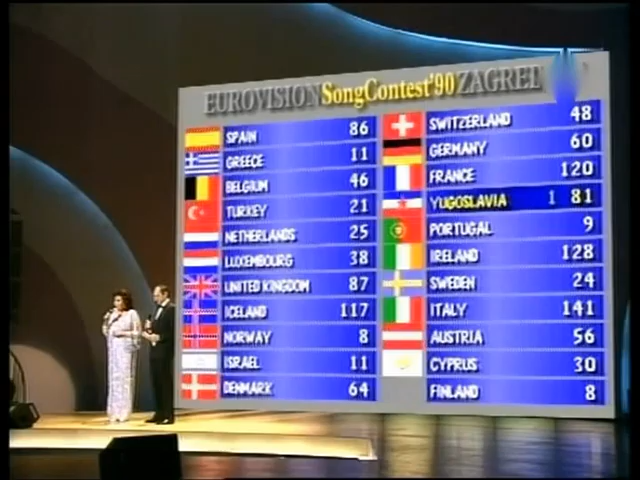 EUROVISION SongContest'90 ZAGREB
SPAIN 86
GREECE 11
BELGIUM 46
TURKEY 21
NETHERLANDS 25
LUXEMBOURG 38
UNITED KINGDOM 87
ICELAND 117
NORWAY 8
ISRAEL 11
DENMARK 64
SWITZERLAND 48
GERMANY 60
FRANCE 120
YUGOSLAVIA 1 81
PORTUGAL 9
IRELAND 128
SWEDEN 24
ITALY 141
AUSTRIA 56
CYPRUS 30
FINLAND 8